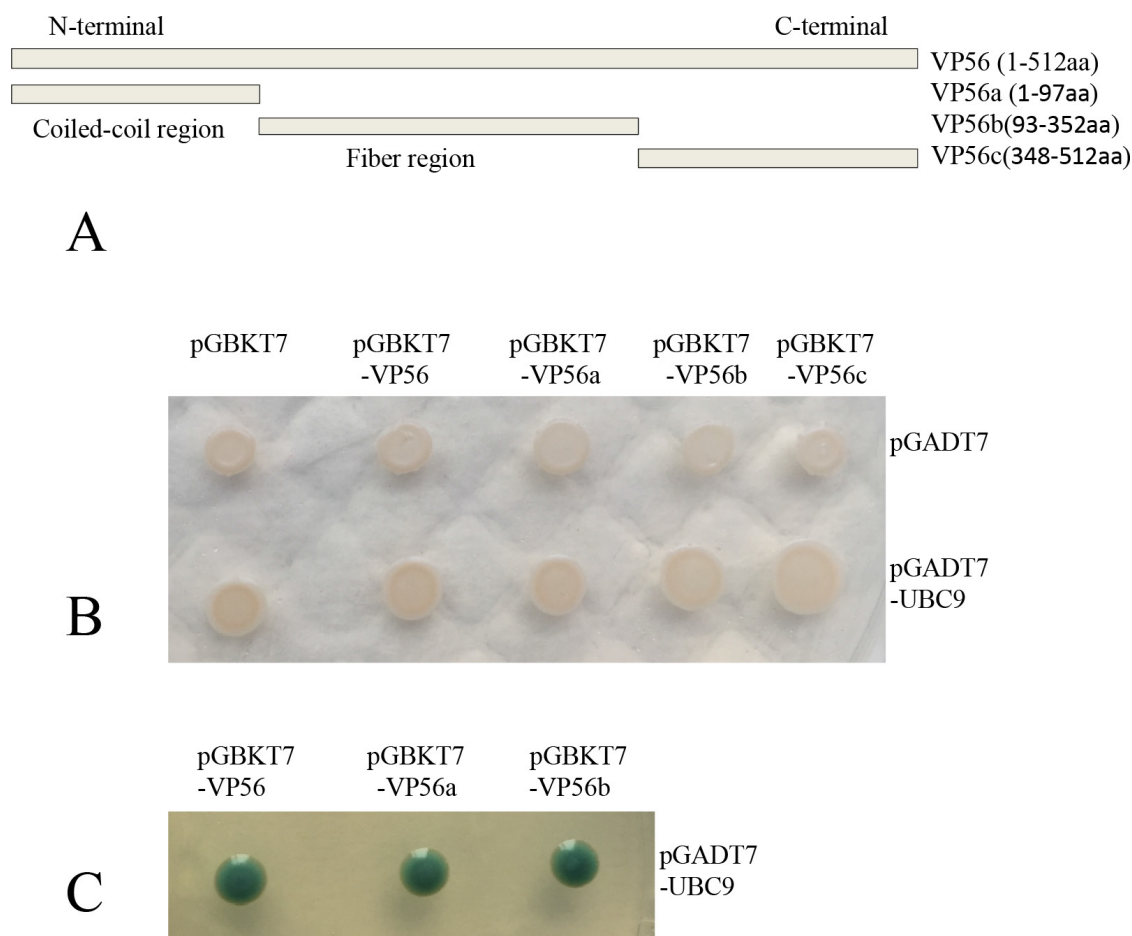 N-terminal C-terminal
VP56 (1-512aa)
VP56a (1-97aa)
Coiled-coil region
VP56b(93-352aa)
Fiber region
VP56c(348-512aa)
A
pGBKT7
pGBKT7
-VP56
pGBKT7
-VP56a
pGBKT7
-VP56b
pGBKT7
-VP56c
pGADT7
pGADT7
-UBC9
B
pGBKT7
-VP56
pGBKT7
-VP56a
pGBKT7
-VP56b
pGADT7
-UBC9
C